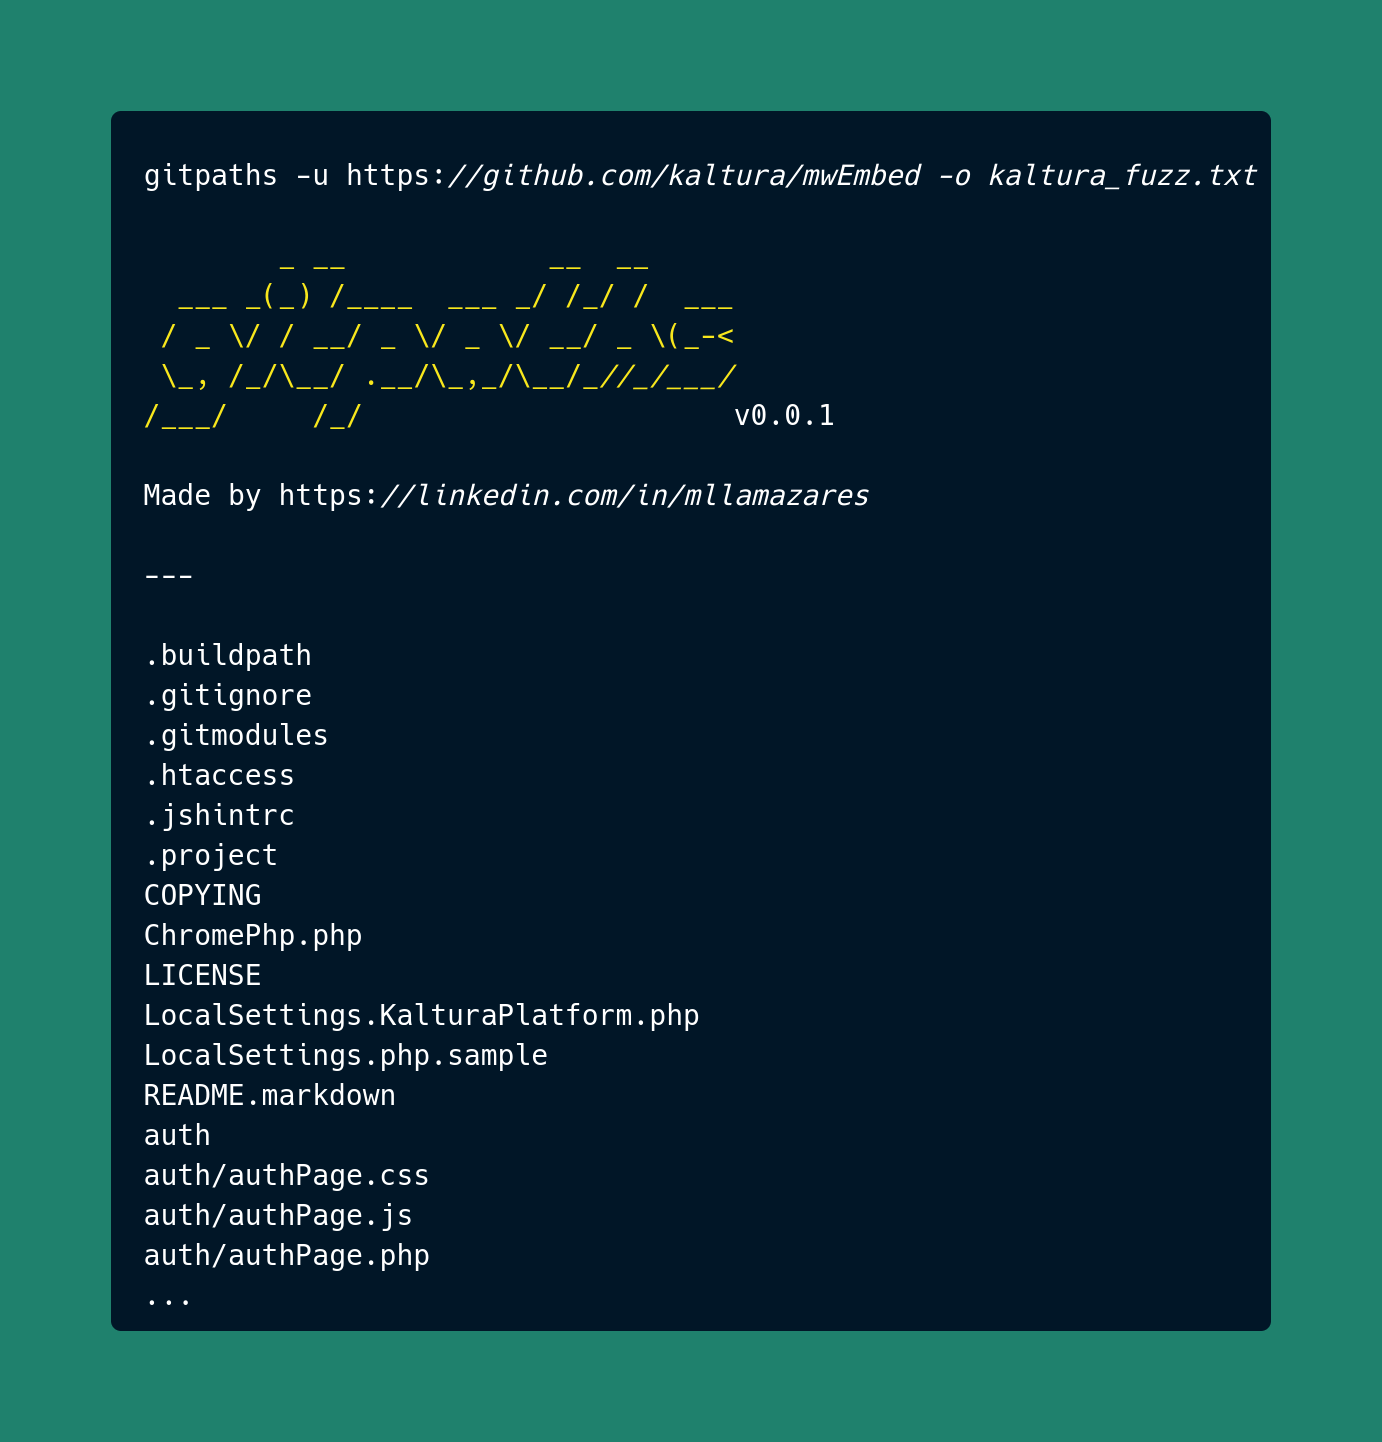 gitpaths -u https://github.com/kaltura/mwEmbed -o kaltura_fuzz.txt
        _ __            __  __
  ___ _(_) /____  ___ _/ /_/ /  ___
 / _ \/ / __/ _ \/ _ \/ __/ _ \(_-<
 \_, /_/\__/ .__/\_,_/\__/_//_/___/
/___/     /_/                      v0.0.1
Made by https://linkedin.com/in/mllamazares
---
.buildpath
.gitignore
.gitmodules
.htaccess
.jshintrc
.project
COPYING
ChromePhp.php
LICENSE
LocalSettings.KalturaPlatform.php
LocalSettings.php.sample
README.markdown
auth
auth/authPage.css
auth/authPage.js
auth/authPage.php
...